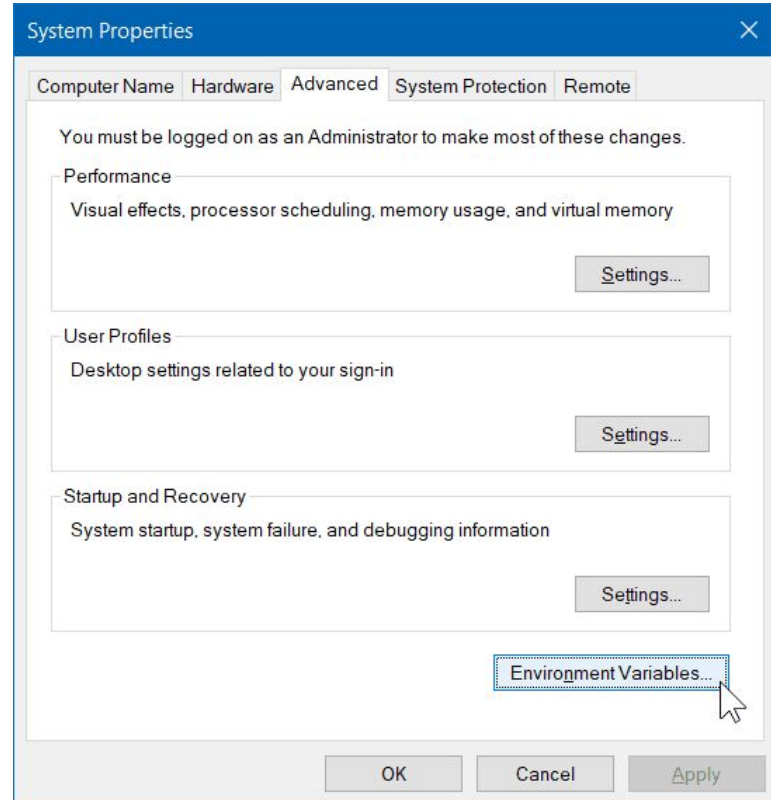 System Properties
Computer Name Hardware Advanced System Protection Remote
You must be logged on as an Administrator to make most of these changes.
Performance
Visual effects, processor scheduling, memory usage, and virtual memory
Settings...
User Profiles
Desktop settings related to your sign-in
Settings...
Startup and Recovery
System startup, system failure, and debugging information
Settings...
Environment Variables...
OK Cancel Apply